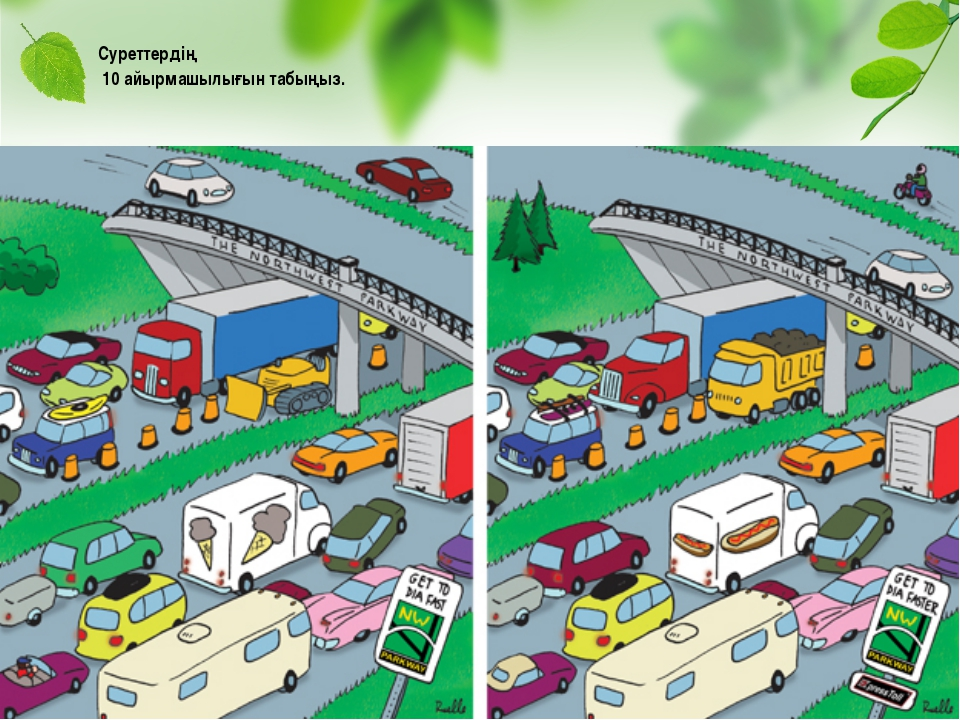 Суреттердің
10 айырмашылығын табыңыз.
THE NORTHWEST PARKWAY
THE NORTHWEST PARKWAY
GET TO
DIA FAST
NW
PARKWAY
GET TO
DIA FASTER
NW
PARKWAY
XpressToll